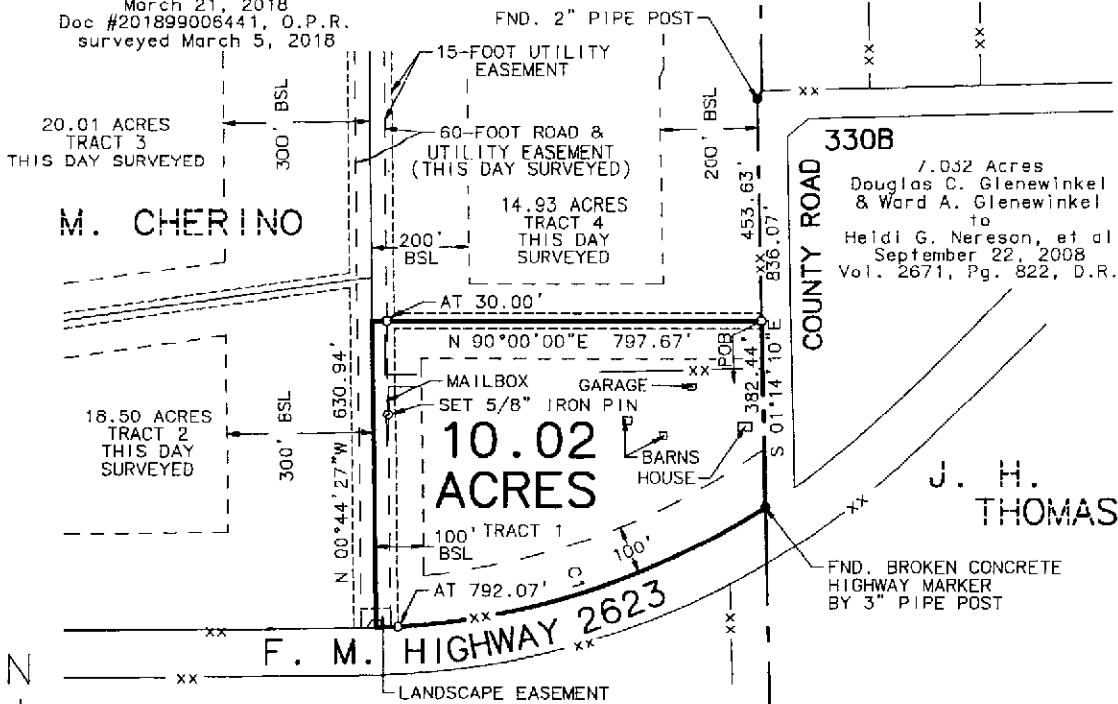 March 21, 2018
Doc #201899006441, O.P.R.
surveyed March 5, 2018
FND. 2" PIPE POST
15-FOOT UTILITY
EASEMENT
300' BSL
200' BSL
20.01 ACRES
TRACT 3
THIS DAY SURVEYED
60-FOOT ROAD &
UTILITY EASEMENT
(THIS DAY SURVEYED)
330B
COUNTY ROAD
7.032 Acres
Douglas C. Glenewinkel
& Ward A. Glenewinkel
to
Heidi G. Nereson, et al
September 22, 2008
Vol. 2671, Pg. 822, D.R.
M. CHERINO
14.93 ACRES
TRACT 4
THIS DAY
SURVEYED
200'
BSL
453.63'
836.07'
AT 30.00'
N 90°00'00"E 797.67'
POB
382.44'
S 01°14'10"E
MAILBOX
GARAGE
SET 5/8" IRON PIN
18.50 ACRES
TRACT 2
THIS DAY
SURVEYED
300' BSL
N 00°44'27"W 630.94'
10.02
ACRES
BARNS
HOUSE
J. H.
THOMAS
100'
BSL
TRACT 1
100'
C1
AT 792.07'
FND. BROKEN CONCRETE
HIGHWAY MARKER
BY 3" PIPE POST
F. M. HIGHWAY 2623
N
LANDSCAPE EASEMENT